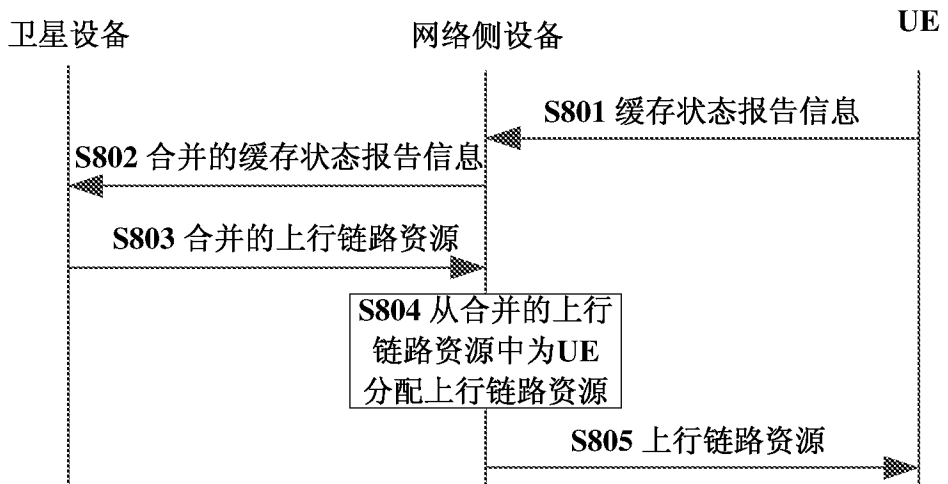 卫星设备
网络侧设备
UE
S801 缓存状态报告信息
S802 合并的缓存状态报告信息
S803 合并的上行链路资源
S804 从合并的上行
链路资源中为UE
分配上行链路资源
S805 上行链路资源